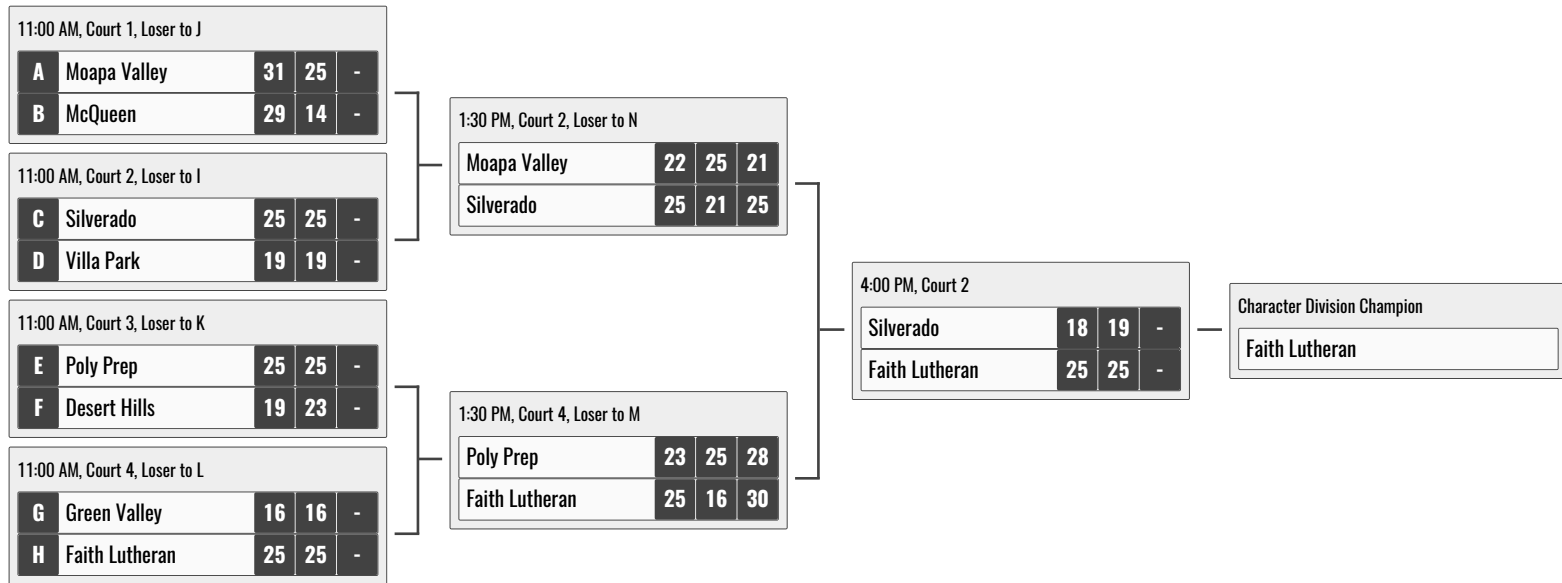 11:00 AM, Court 1, Loser to J
A Moapa Valley 31 25 -
B McQueen 29 14 -
11:00 AM, Court 2, Loser to I
C Silverado 25 25 -
D Villa Park 19 19 -
11:00 AM, Court 3, Loser to K
E Poly Prep 25 25 -
F Desert Hills 19 23 -
11:00 AM, Court 4, Loser to L
G Green Valley 16 16 -
H Faith Lutheran 25 25 -
1:30 PM, Court 2, Loser to N
Moapa Valley 22 25 21
Silverado 25 21 25
1:30 PM, Court 4, Loser to M
Poly Prep 23 25 28
Faith Lutheran 25 16 30
4:00 PM, Court 2
Silverado 18 19 -
Faith Lutheran 25 25 -
Character Division Champion
Faith Lutheran